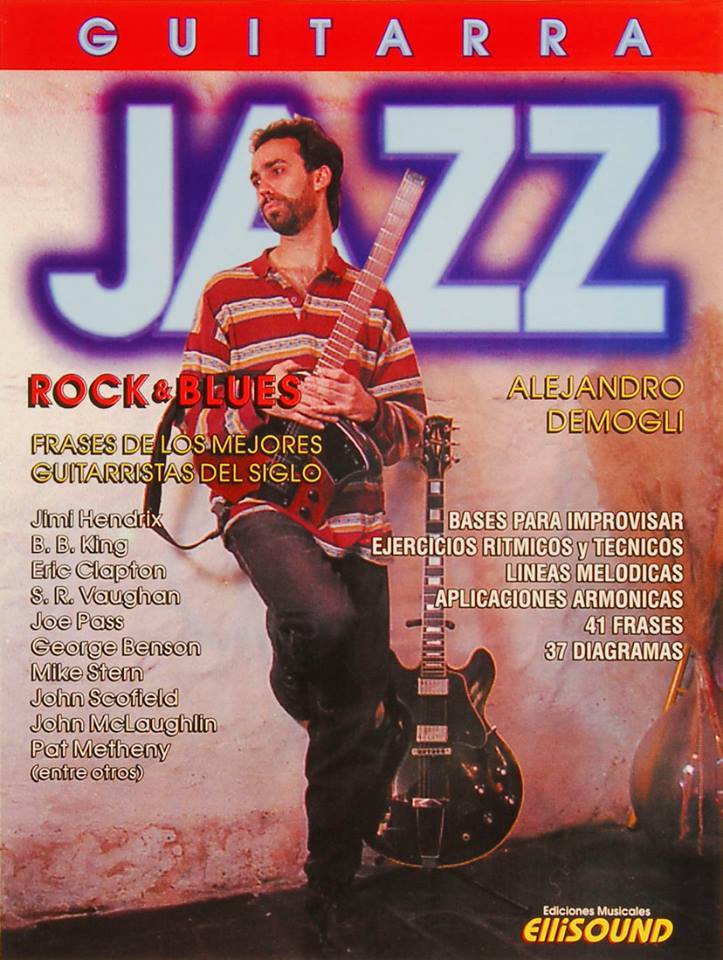 GUITARRA
JAZZ
ROCK & BLUES
FRASES DE LOS MEJORES
GUITARRISTAS DEL SIGLO
Jimi Hendrix
B. B. King
Eric Clapton
S. R. Vaughan
Joe Pass
George Benson
Mike Stern
John Scofield
John McLaughlin
Pat Metheny
(entre otros)
ALEJANDRO
DEMOGLI
BASES PARA IMPROVISAR
EJERCICIOS RITMICOS y TECNICOS
LINEAS MELODICAS
APLICACIONES ARMONICAS
41 FRASES
37 DIAGRAMAS
Ediciones Musicales
ElliSOUND